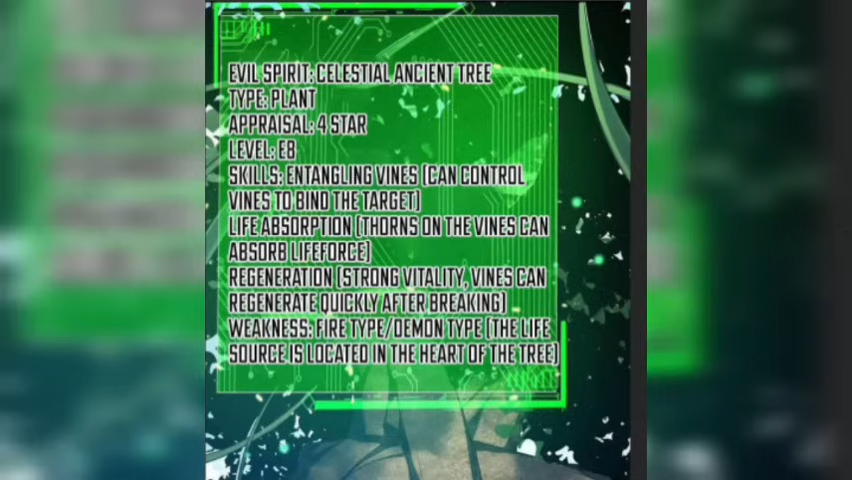 EVIL SPIRIT: CELESTIAL ANCIENT TREE
TYPE: PLANT
APPRAISAL: 4 STAR
LEVEL: E8
SKILLS: ENTANGLING VINES (CAN CONTROL
VINES TO BIND THE TARGET)
LIFE ABSORPTION (THORNS ON THE VINES CAN
ABSORB LIFEFORCE)
REGENERATION (STRONG VITALITY, VINES CAN
REGENERATE QUICKLY AFTER BREAKING)
WEAKNESS: FIRE TYPE/DEMON TYPE (THE LIFE
SOURCE IS LOCATED IN THE HEART OF THE TREE)